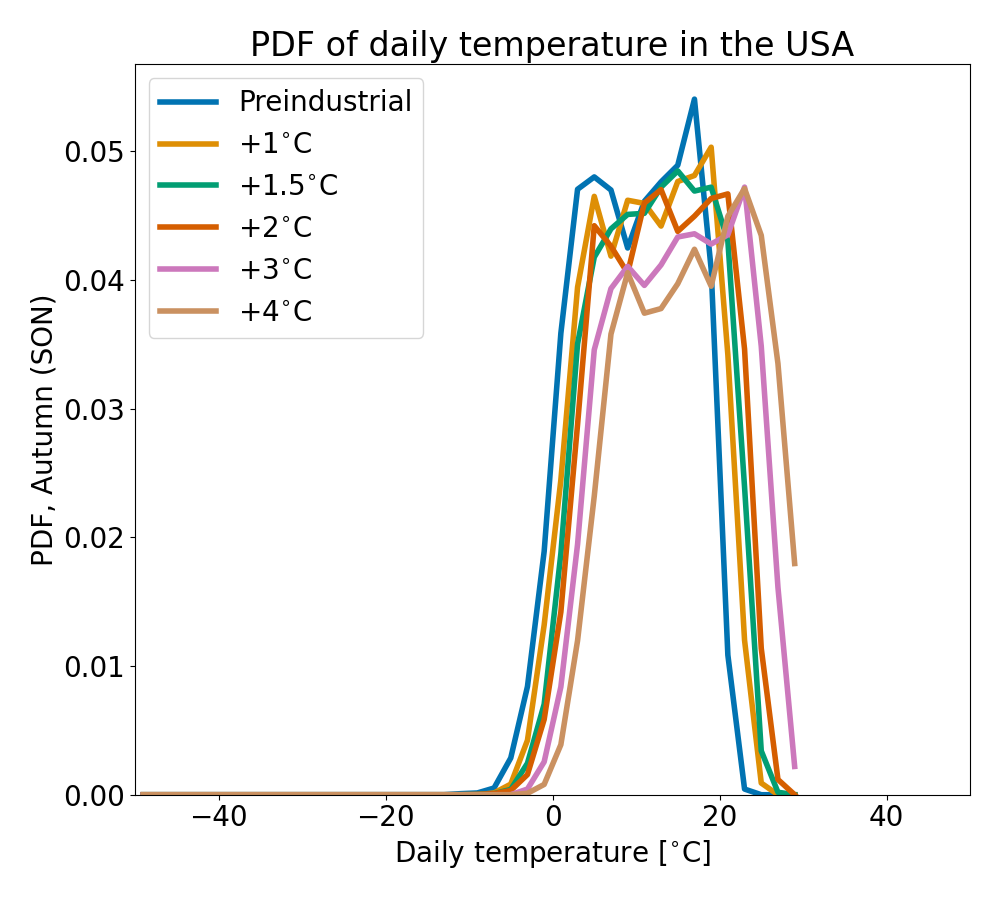 PDF of daily temperature in the USA
Preindustrial
+1°C
+1.5°C
+2°C
+3°C
+4°C
PDF, Autumn (SON)
0.05
0.04
0.03
0.02
0.01
0.00
−40
−20
0
20
40
Daily temperature [°C]